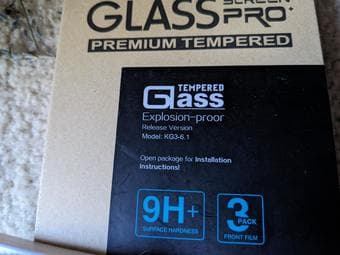 SCREEN
GLASS PRO+
PREMIUM TEMPERED
TEMPERED
Glass
Explosion-proor
Release Version
Model: KG3-6.1
Open package for Installation
Instructions!
9H+
SURFACE HARDNESS
3 PACK
FRONT FILM